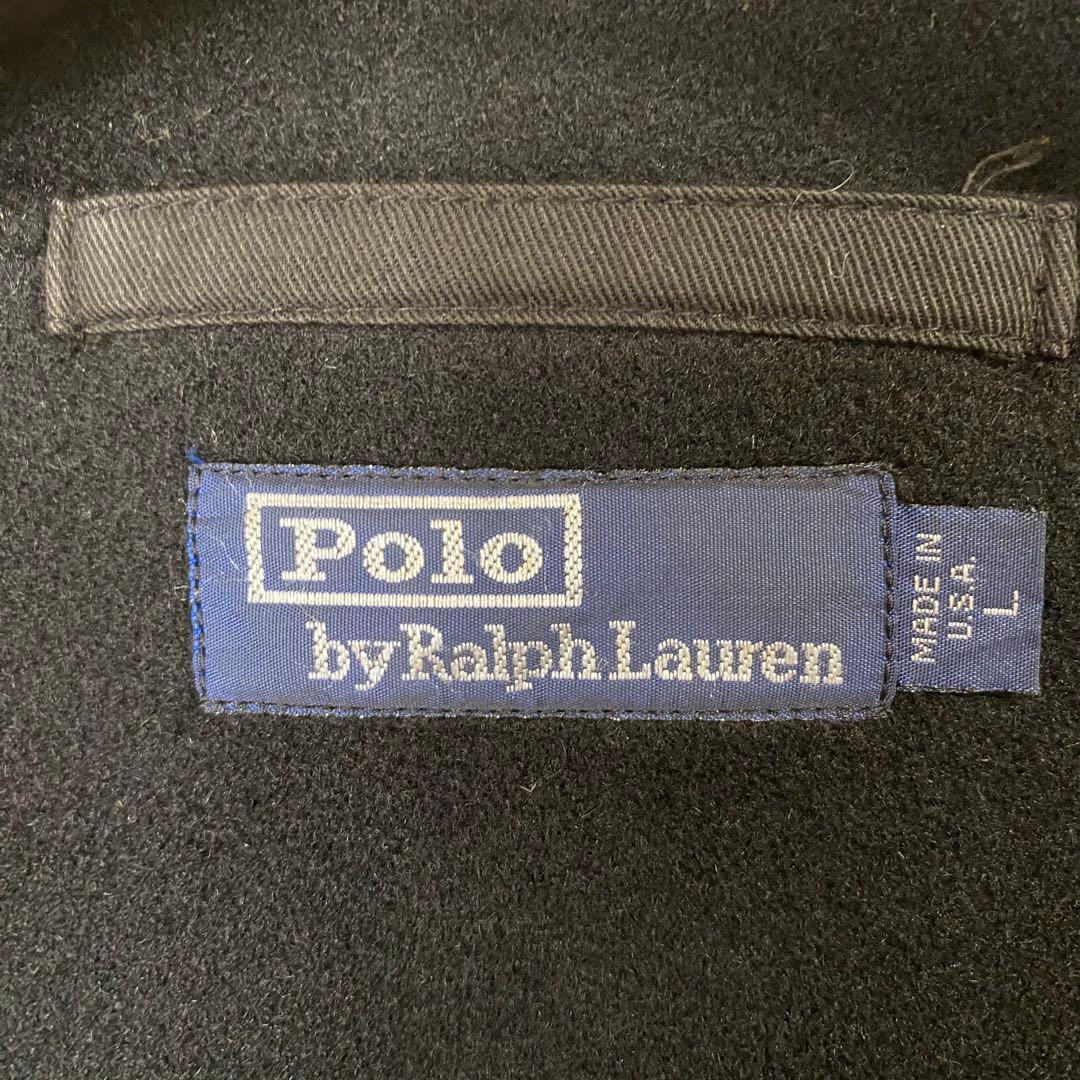 Polo
by Ralph Lauren
MADE IN
U.S.A.
L